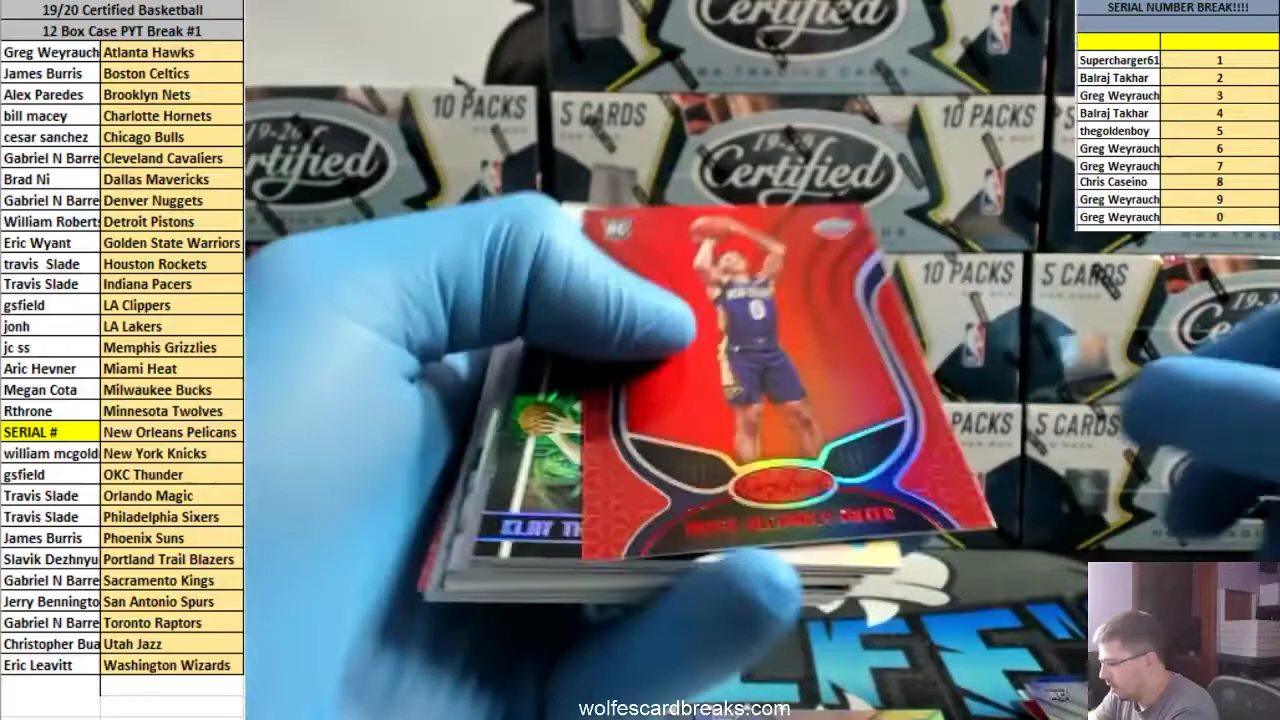 19/20 Certified Basketball
12 Box Case PYT Break #1
Greg Weyrauch Atlanta Hawks
James Burris Boston Celtics
Alex Paredes Brooklyn Nets
bill macey Charlotte Hornets
cesar sanchez Chicago Bulls
Gabriel N Barre Cleveland Cavaliers
Brad Ni Dallas Mavericks
Gabriel N Barre Denver Nuggets
William Roberts Detroit Pistons
Eric Wyant Golden State Warriors
travis Slade Houston Rockets
Travis Slade Indiana Pacers
gsfield LA Clippers
jonh LA Lakers
jc ss Memphis Grizzlies
Aric Hevner Miami Heat
Megan Cota Milwaukee Bucks
Rthrone Minnesota Twolves
SERIAL # New Orleans Pelicans
william mcgold New York Knicks
gsfield OKC Thunder
Travis Slade Orlando Magic
Travis Slade Philadelphia Sixers
James Burris Phoenix Suns
Slavik Dezhnyu Portland Trail Blazers
Gabriel N Barre Sacramento Kings
Jerry Benningto San Antonio Spurs
Gabriel N Barre Toronto Raptors
Christopher Bua Utah Jazz
Eric Leavitt Washington Wizards
SERIAL NUMBER BREAK!!!!
Supercharger61 1
Balraj Takhar 2
Greg Weyrauch 3
Balraj Takhar 4
thegoldenboy 5
Greg Weyrauch 6
Greg Weyrauch 7
Chris Caseino 8
Greg Weyrauch 9
Greg Weyrauch 0
Certified
TRADING CARDS
10 PACKS
5 CARDS
10 PACKS
Certified
Certified
10 PACKS
5 CARDS
PACKS
5 CARDS
RC
0
KLAY
wolfescardbreaks.com